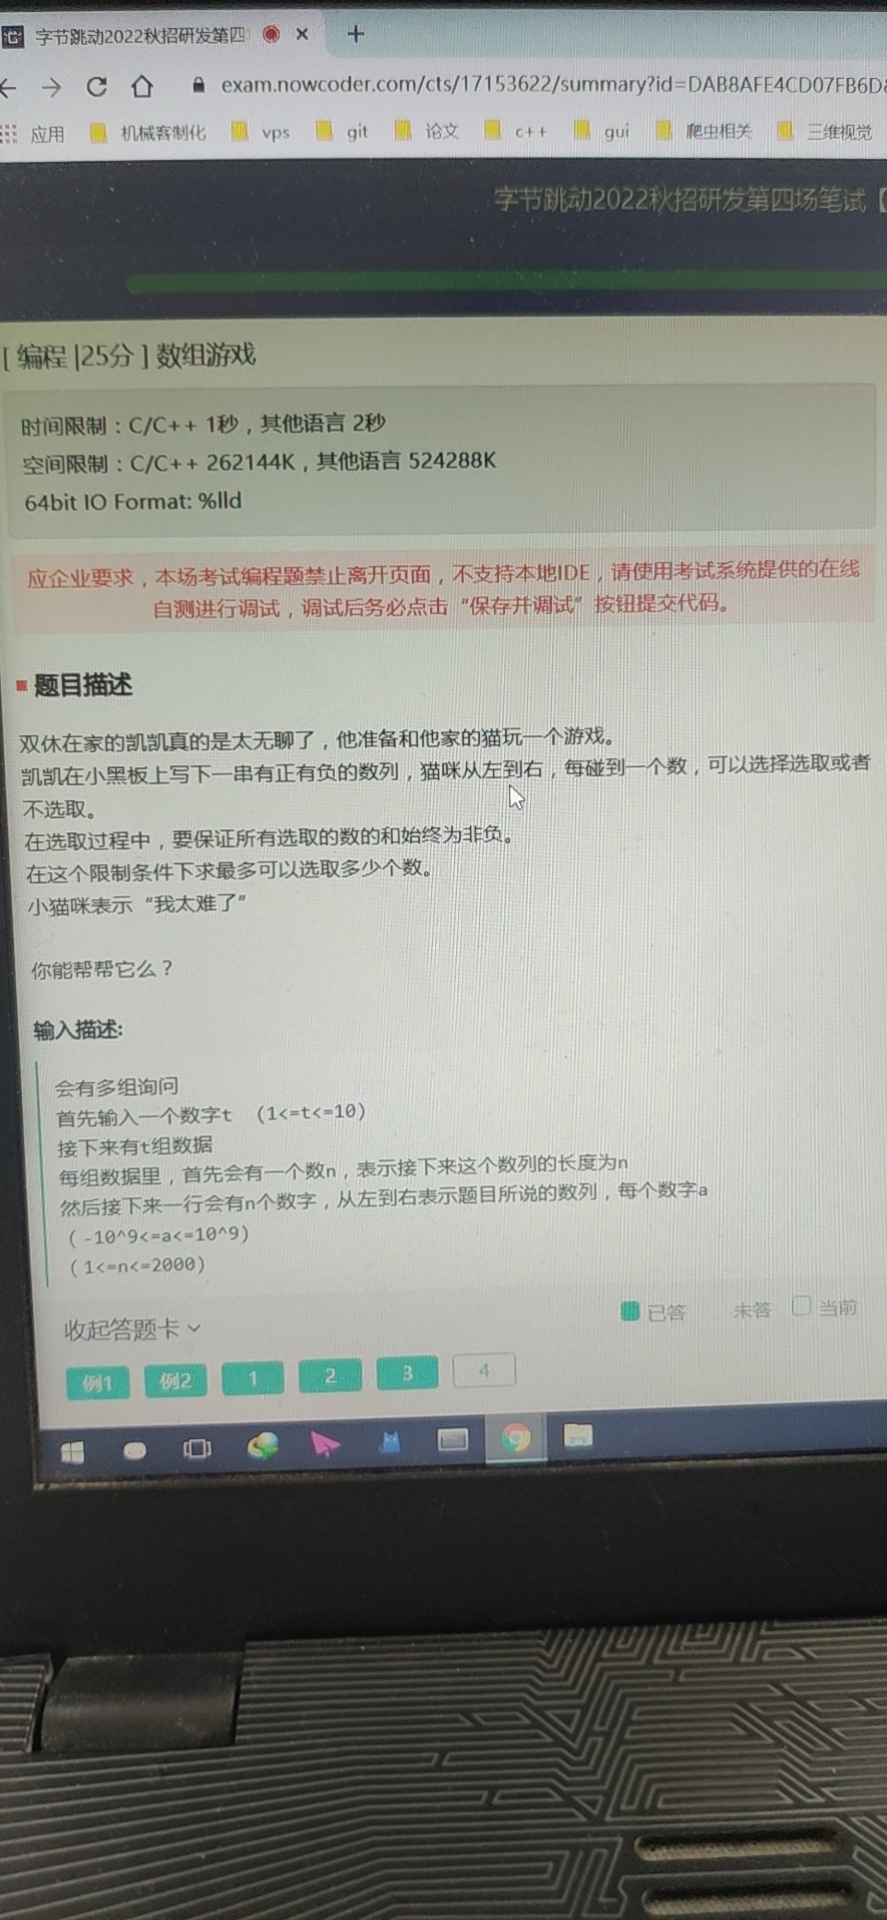 字节跳动2022秋招研发第四
exam.nowcoder.com/cts/17153622/summary?id=DAB8AFE4CD07FB6D8
应用 机械客制化 vps git 论文 c++ gui 爬虫相关 三维视觉
字节跳动2022秋招研发第四场笔试【
[ 编程 |25分 ] 数组游戏
时间限制：C/C++ 1秒，其他语言 2秒
空间限制：C/C++ 262144K，其他语言 524288K
64bit IO Format: %lld
应企业要求，本场考试编程题禁止离开页面，不支持本地IDE，请使用考试系统提供的在线
自测进行调试，调试后务必点击“保存并调试”按钮提交代码。
题目描述
双休在家的凯凯真的是太无聊了，他准备和他家的猫玩一个游戏。
凯凯在小黑板上写下一串有正有负的数列，猫咪从左到右，每碰到一个数，可以选择选取或者
不选取。
在选取过程中，要保证所有选取的数的和始终为非负。
在这个限制条件下求最多可以选取多少个数。
小猫咪表示“我太难了”
你能帮帮它么？
输入描述:
会有多组询问
首先输入一个数字t (1<=t<=10)
接下来有t组数据
每组数据里，首先会有一个数n，表示接下来这个数列的长度为n
然后接下来一行会有n个数字，从左到右表示题目所说的数列，每个数字a
（-10^9<=a<=10^9）
（1<=n<=2000）
收起答题卡 已答 未答 当前
例1 例2 1 2 3 4